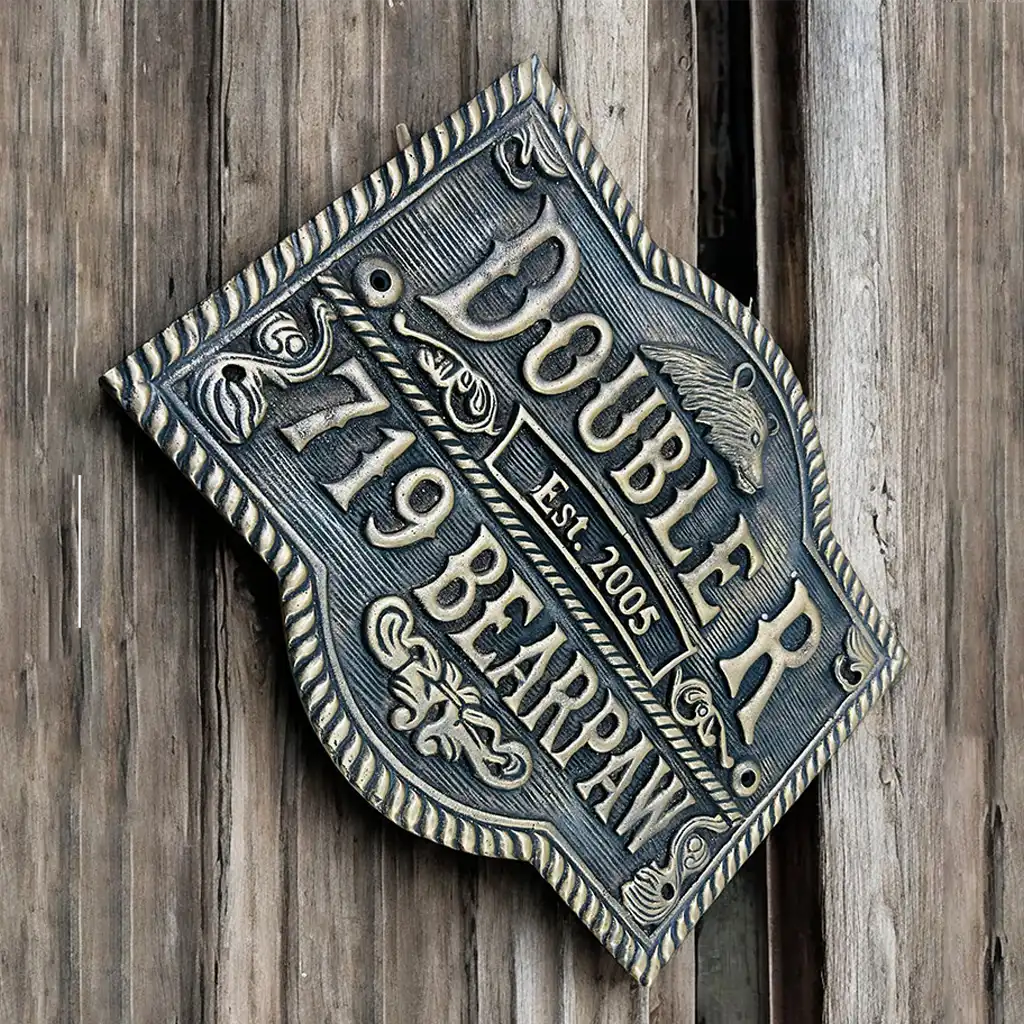 DOUBLE R
Est. 2005
719 BEARPAW